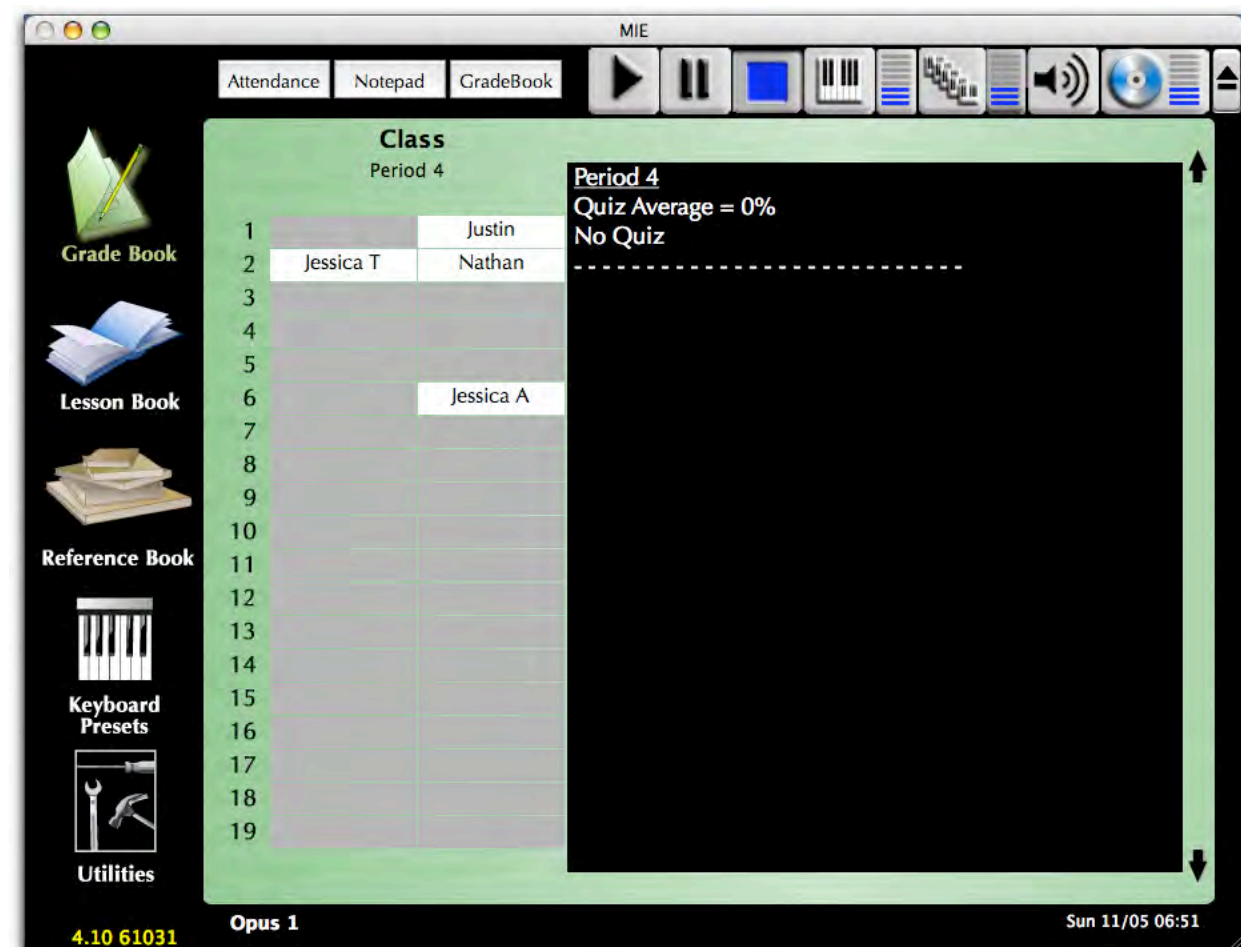 MIE
Attendance Notepad GradeBook
Class
Period 4
Period 4
Quiz Average = 0%
No Quiz
- - - - - - - - - - - - - - - - - - - - - - - - - - -
1 Justin
2 Jessica T Nathan
3
4
5
6 Jessica A
7
8
9
10
11
12
13
14
15
16
17
18
19
Grade Book
Lesson Book
Reference Book
Keyboard
Presets
Utilities
4.10 61031
Opus 1
Sun 11/05 06:51